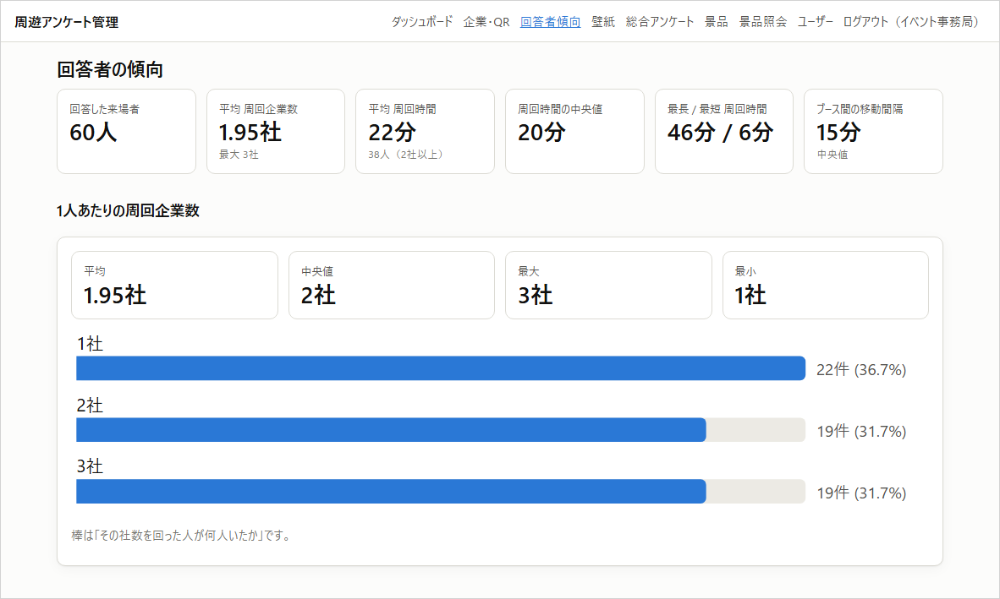 周遊アンケート管理
ダッシュボード 企業・QR 回答者傾向 壁紙 総合アンケート 景品 景品照会 ユーザー ログアウト（イベント事務局）
回答者の傾向
回答した来場者
60人
平均 周回企業数
1.95社
最大 3社
平均 周回時間
22分
38人（2社以上）
周回時間の中央値
20分
最長 / 最短 周回時間
46分 / 6分
ブース間の移動間隔
15分
中央値
1人あたりの周回企業数
平均
1.95社
中央値
2社
最大
3社
最小
1社
1社
22件 (36.7%)
2社
19件 (31.7%)
3社
19件 (31.7%)
棒は「その社数を回った人が何人いたか」です。